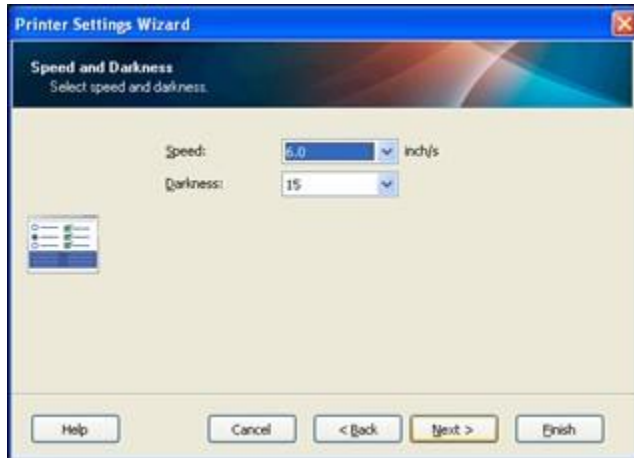 Printer Settings Wizard
Speed and Darkness
Select speed and darkness.
Speed: 6.0 inch/s
Darkness: 15
Help Cancel < Back Next > Finish